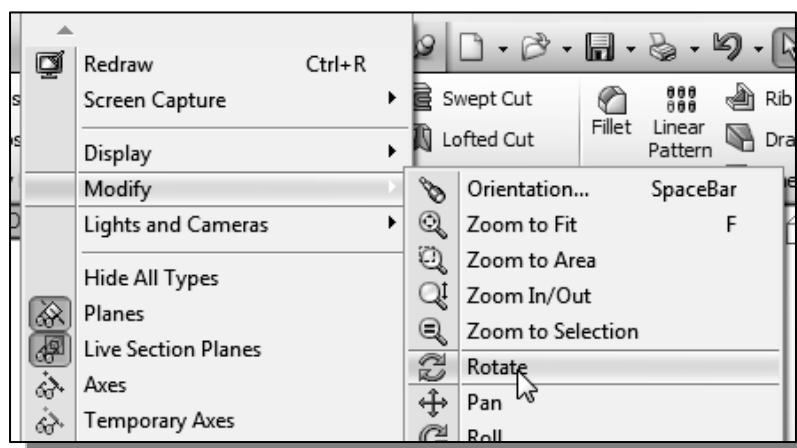 Redraw Ctrl+R
Screen Capture
Display
Modify
Lights and Cameras
Hide All Types
Planes
Live Section Planes
Axes
Temporary Axes
Swept Cut
Lofted Cut
Fillet
Linear
Pattern
Rib
Dra
Orientation... SpaceBar
Zoom to Fit F
Zoom to Area
Zoom In/Out
Zoom to Selection
Rotate
Pan
Roll